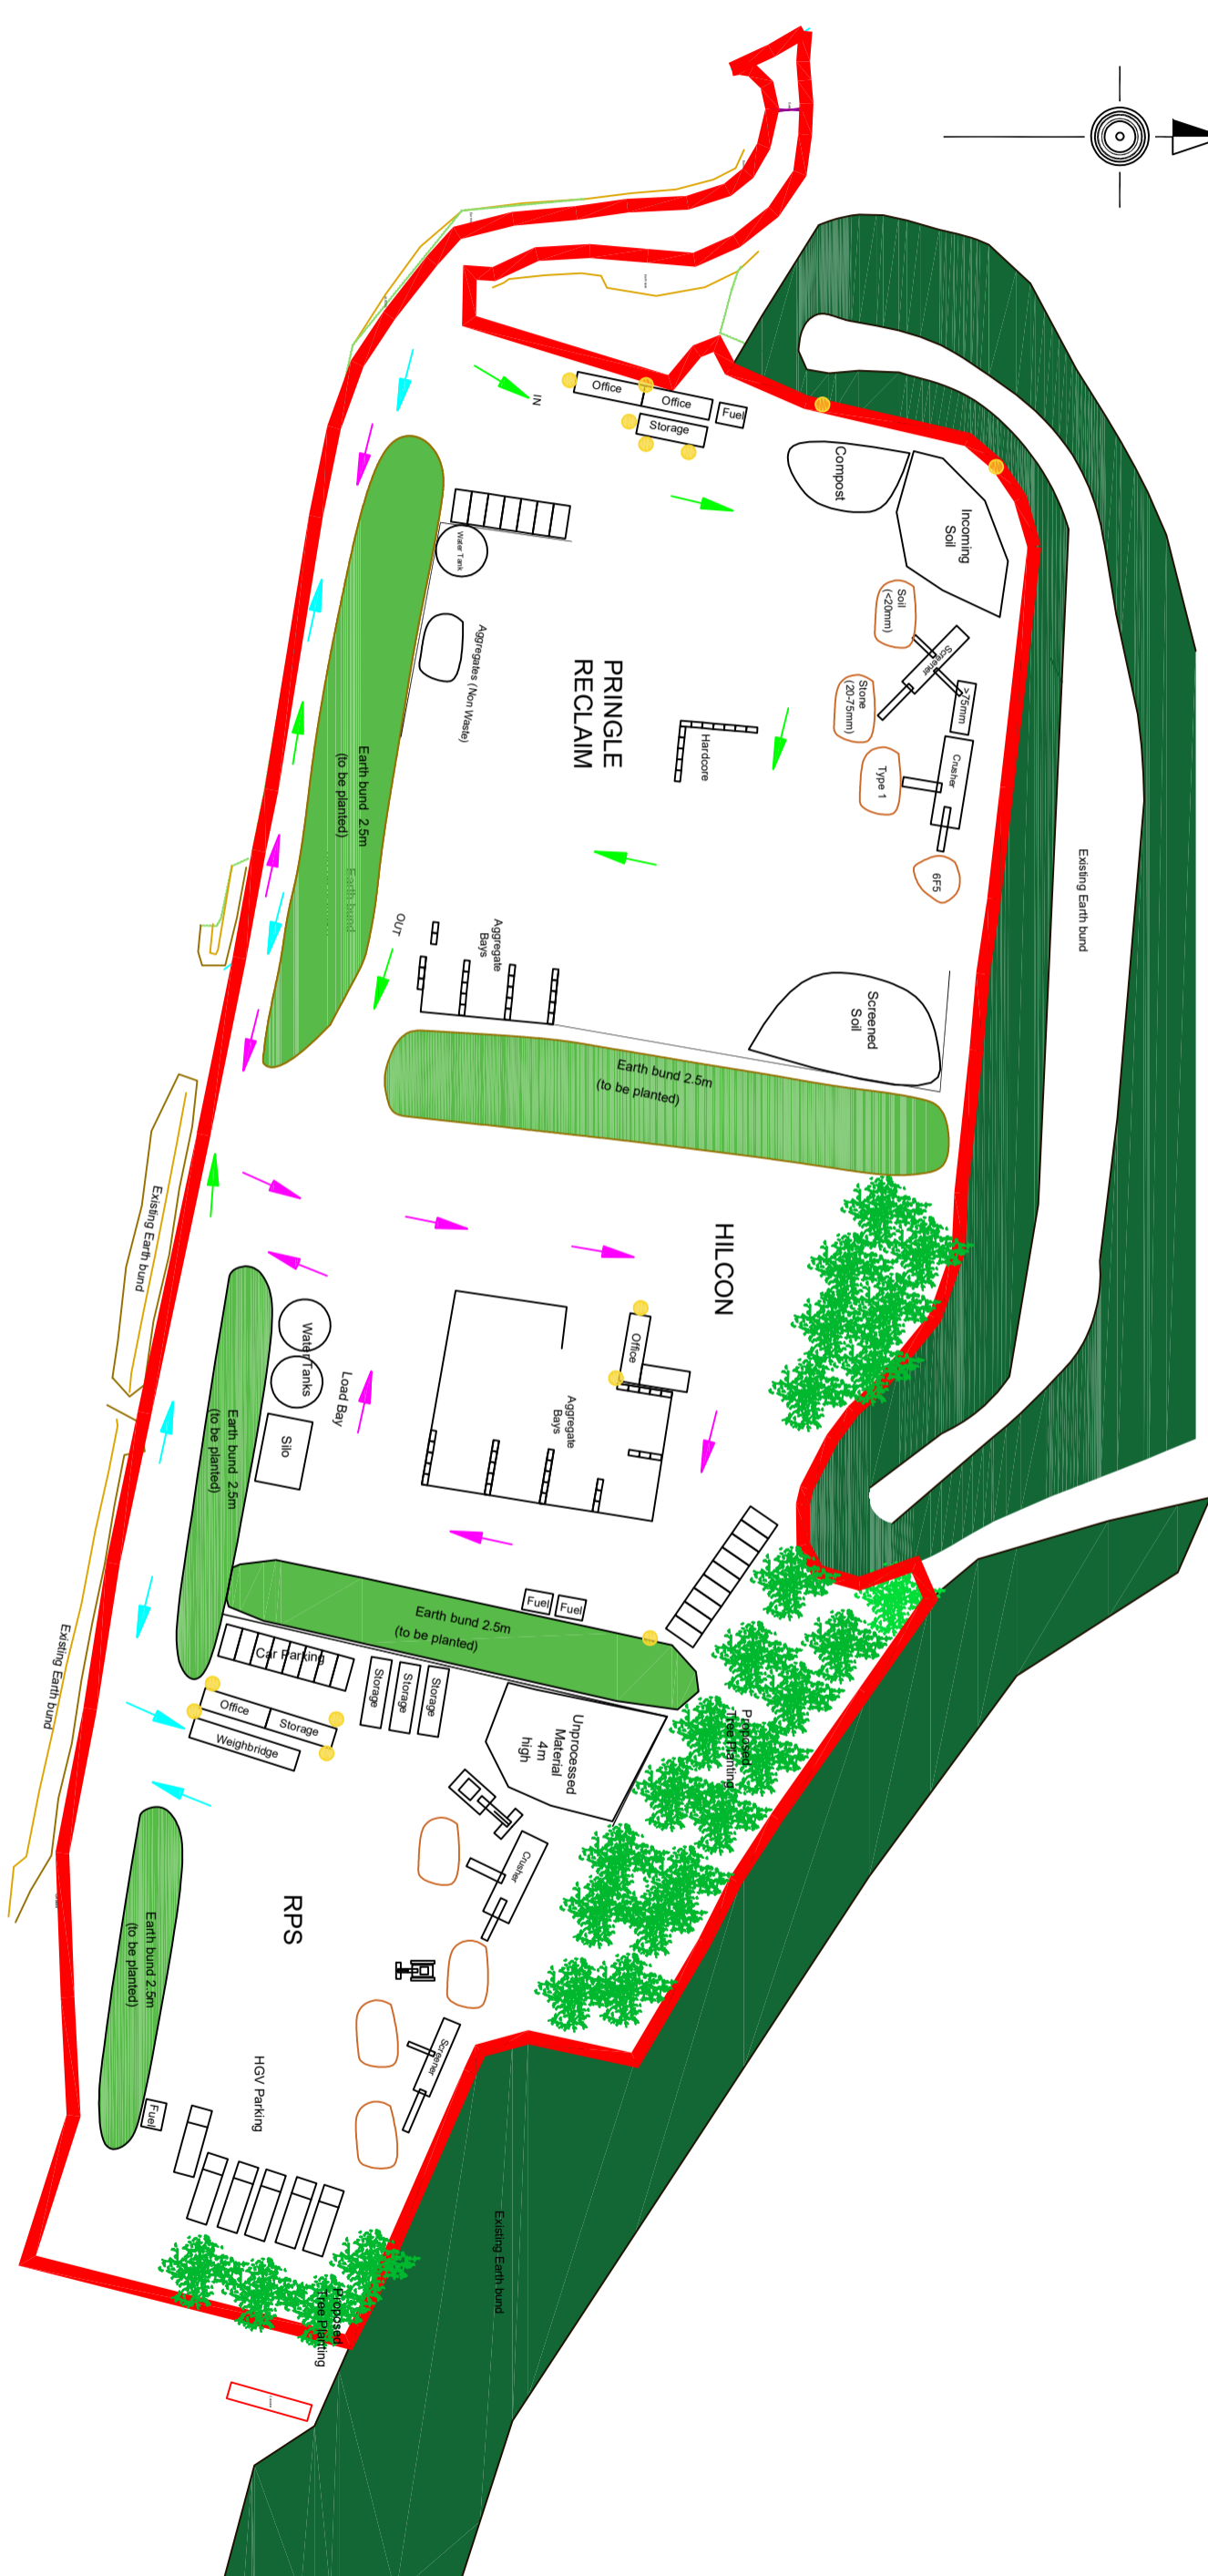 IN
Office
Office
Fuel
Storage
Compost
Incoming
Soil
Water Tank
Soil
(<20mm)
Screener
>75mm
Stone
(20-75mm)
Crusher
Type 1
6F5
Aggregates (Non Waste)
PRINGLE
RECLAIM
Hardcore
Earth bund 2.5m
(to be planted)
Earth bund
Existing Earth bund
OUT
Aggregate
Bays
Screened
Soil
Earth bund 2.5m
(to be planted)
Existing Earth bund
HILCON
Water Tanks
Office
Load Bay
Aggregate
Bays
Silo
Earth bund 2.5m
(to be planted)
Fuel
Fuel
Earth bund 2.5m
(to be planted)
Existing Earth bund
Car Parking
Storage
Storage
Storage
Office
Storage
Weighbridge
Unprocessed
Material
4m
high
Proposed
Tree Planting
Crusher
RPS
Earth bund 2.5m
(to be planted)
Screener
HGV Parking
Fuel
Existing Earth bund
Proposed
Tree Planting